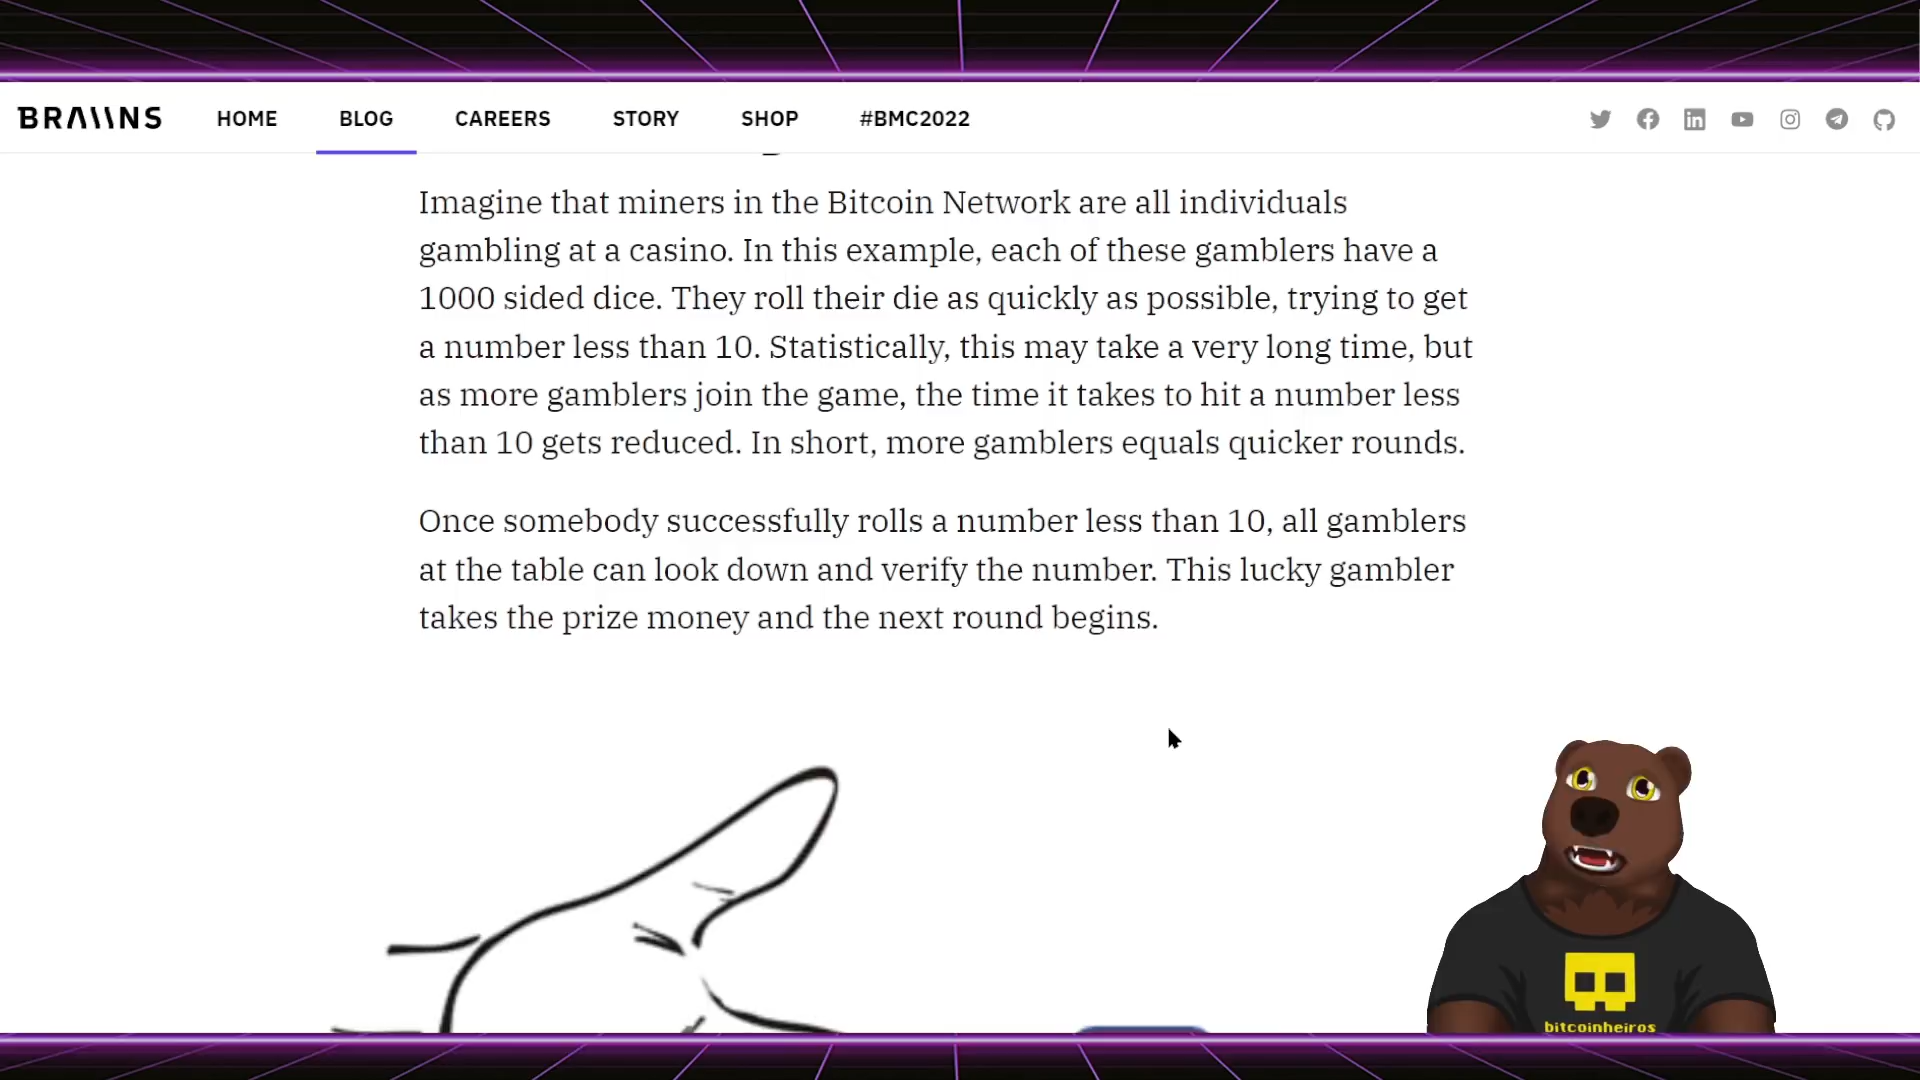 BRAIINS HOME BLOG CAREERS STORY SHOP #BMC2022
Imagine that miners in the Bitcoin Network are all individuals
gambling at a casino. In this example, each of these gamblers have a
1000 sided dice. They roll their die as quickly as possible, trying to get
a number less than 10. Statistically, this may take a very long time, but
as more gamblers join the game, the time it takes to hit a number less
than 10 gets reduced. In short, more gamblers equals quicker rounds.
Once somebody successfully rolls a number less than 10, all gamblers
at the table can look down and verify the number. This lucky gambler
takes the prize money and the next round begins.
bitcoinheiros